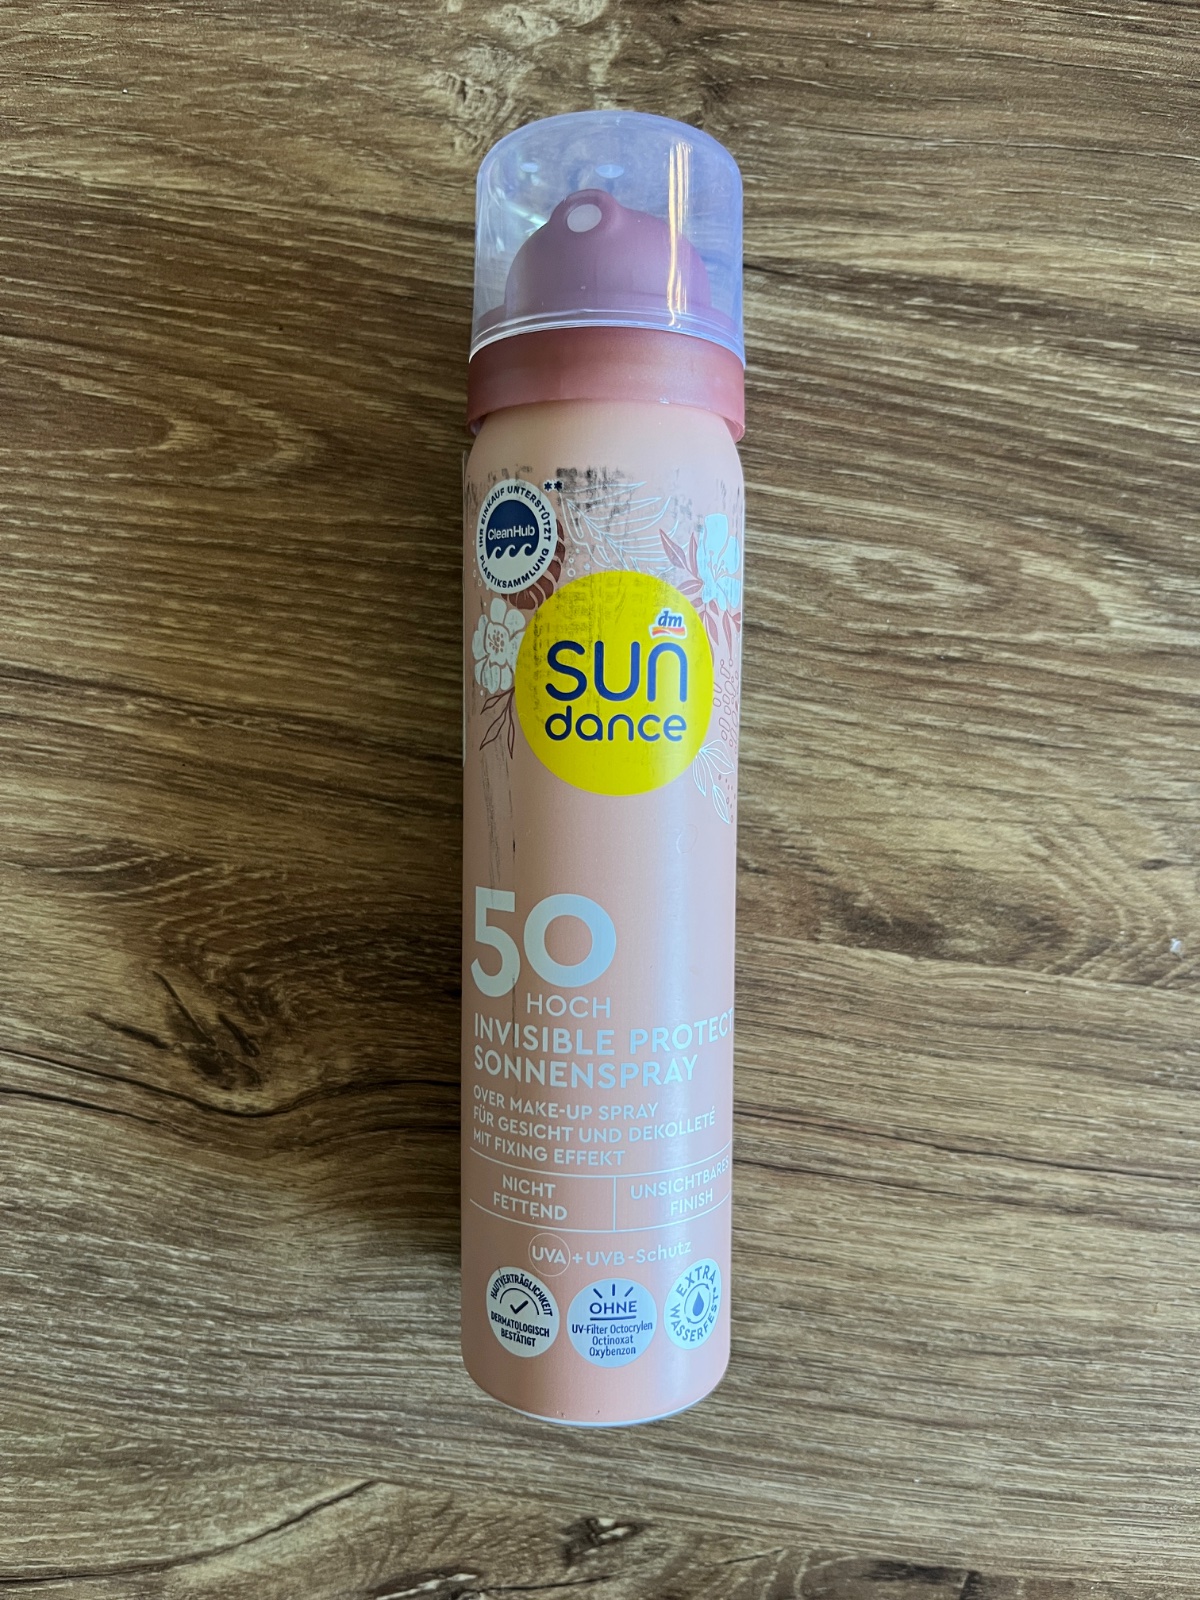 IHR EINKAUF UNTERSTÜTZT
**
CleanHub
PLASTIKSAMMLUNG
dm
SUN
dance
50
HOCH
INVISIBLE PROTECT
SONNENSPRAY
OVER MAKE-UP SPRAY
FÜR GESICHT UND DEKOLLETÉ
MIT FIXING EFFEKT
NICHT
FETTEND
UNSICHTBARES
FINISH
UVA+UVB-Schutz
HAUTVERTRÄGLICHKEIT
DERMATOLOGISCH
BESTÄTIGT
OHNE
UV-Filter Octocrylen
Octinoxat
Oxybenzon
EXTRA
WASSERFEST*